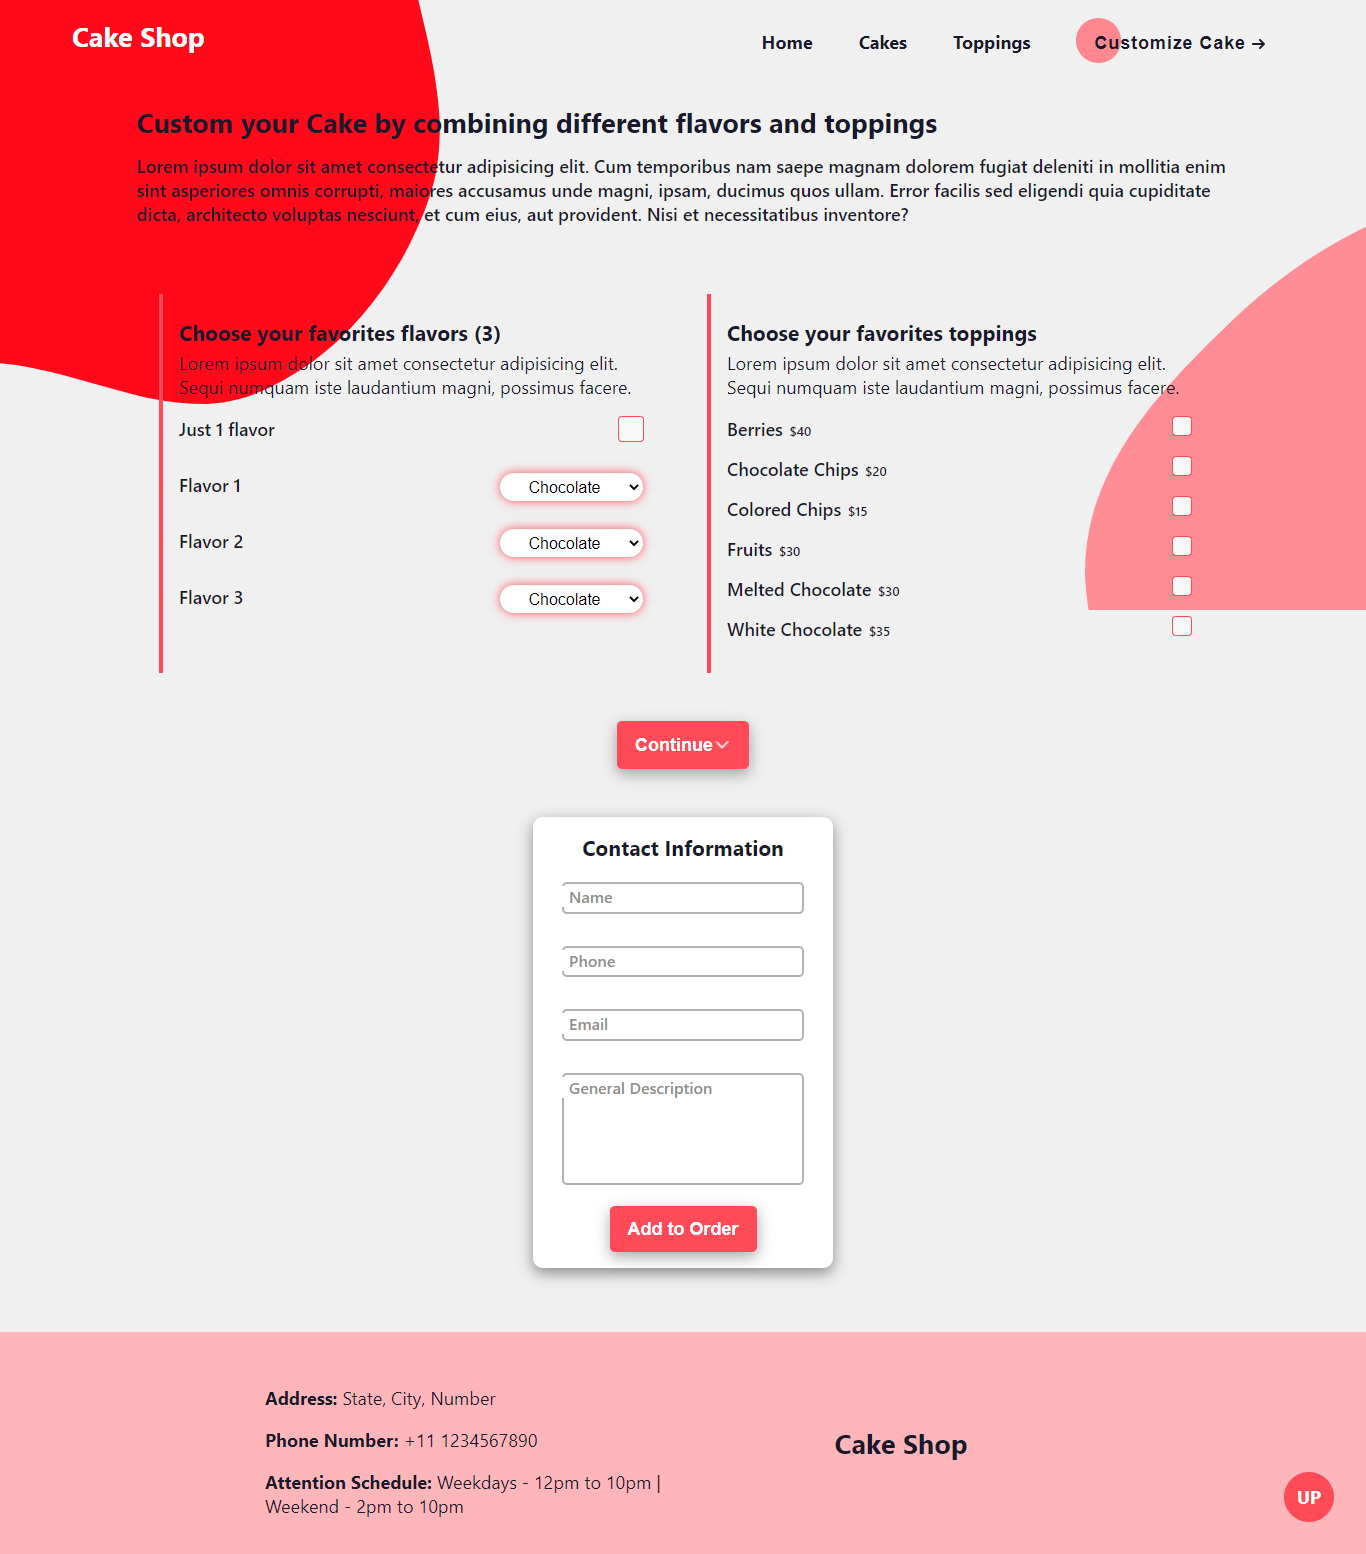 Cake Shop
Home
Cakes
Toppings
Customize Cake →
Custom your Cake by combining different flavors and toppings
Lorem ipsum dolor sit amet consectetur adipisicing elit. Cum temporibus nam saepe magnam dolorem fugiat deleniti in mollitia enim
sint asperiores omnis corrupti, maiores accusamus unde magni, ipsam, ducimus quos ullam. Error facilis sed eligendi quia cupiditate
dicta, architecto voluptas nesciunt, et cum eius, aut provident. Nisi et necessitatibus inventore?
Choose your favorites flavors (3)
Lorem ipsum dolor sit amet consectetur adipisicing elit.
Sequi numquam iste laudantium magni, possimus facere.
Just 1 flavor
Flavor 1
Chocolate
Flavor 2
Chocolate
Flavor 3
Chocolate
Choose your favorites toppings
Lorem ipsum dolor sit amet consectetur adipisicing elit.
Sequi numquam iste laudantium magni, possimus facere.
Berries $40
Chocolate Chips $20
Colored Chips $15
Fruits $30
Melted Chocolate $30
White Chocolate $35
Continue
Contact Information
Name
Phone
Email
General Description
Add to Order
Address: State, City, Number
Phone Number: +11 1234567890
Attention Schedule: Weekdays - 12pm to 10pm |
Weekend - 2pm to 10pm
Cake Shop
UP